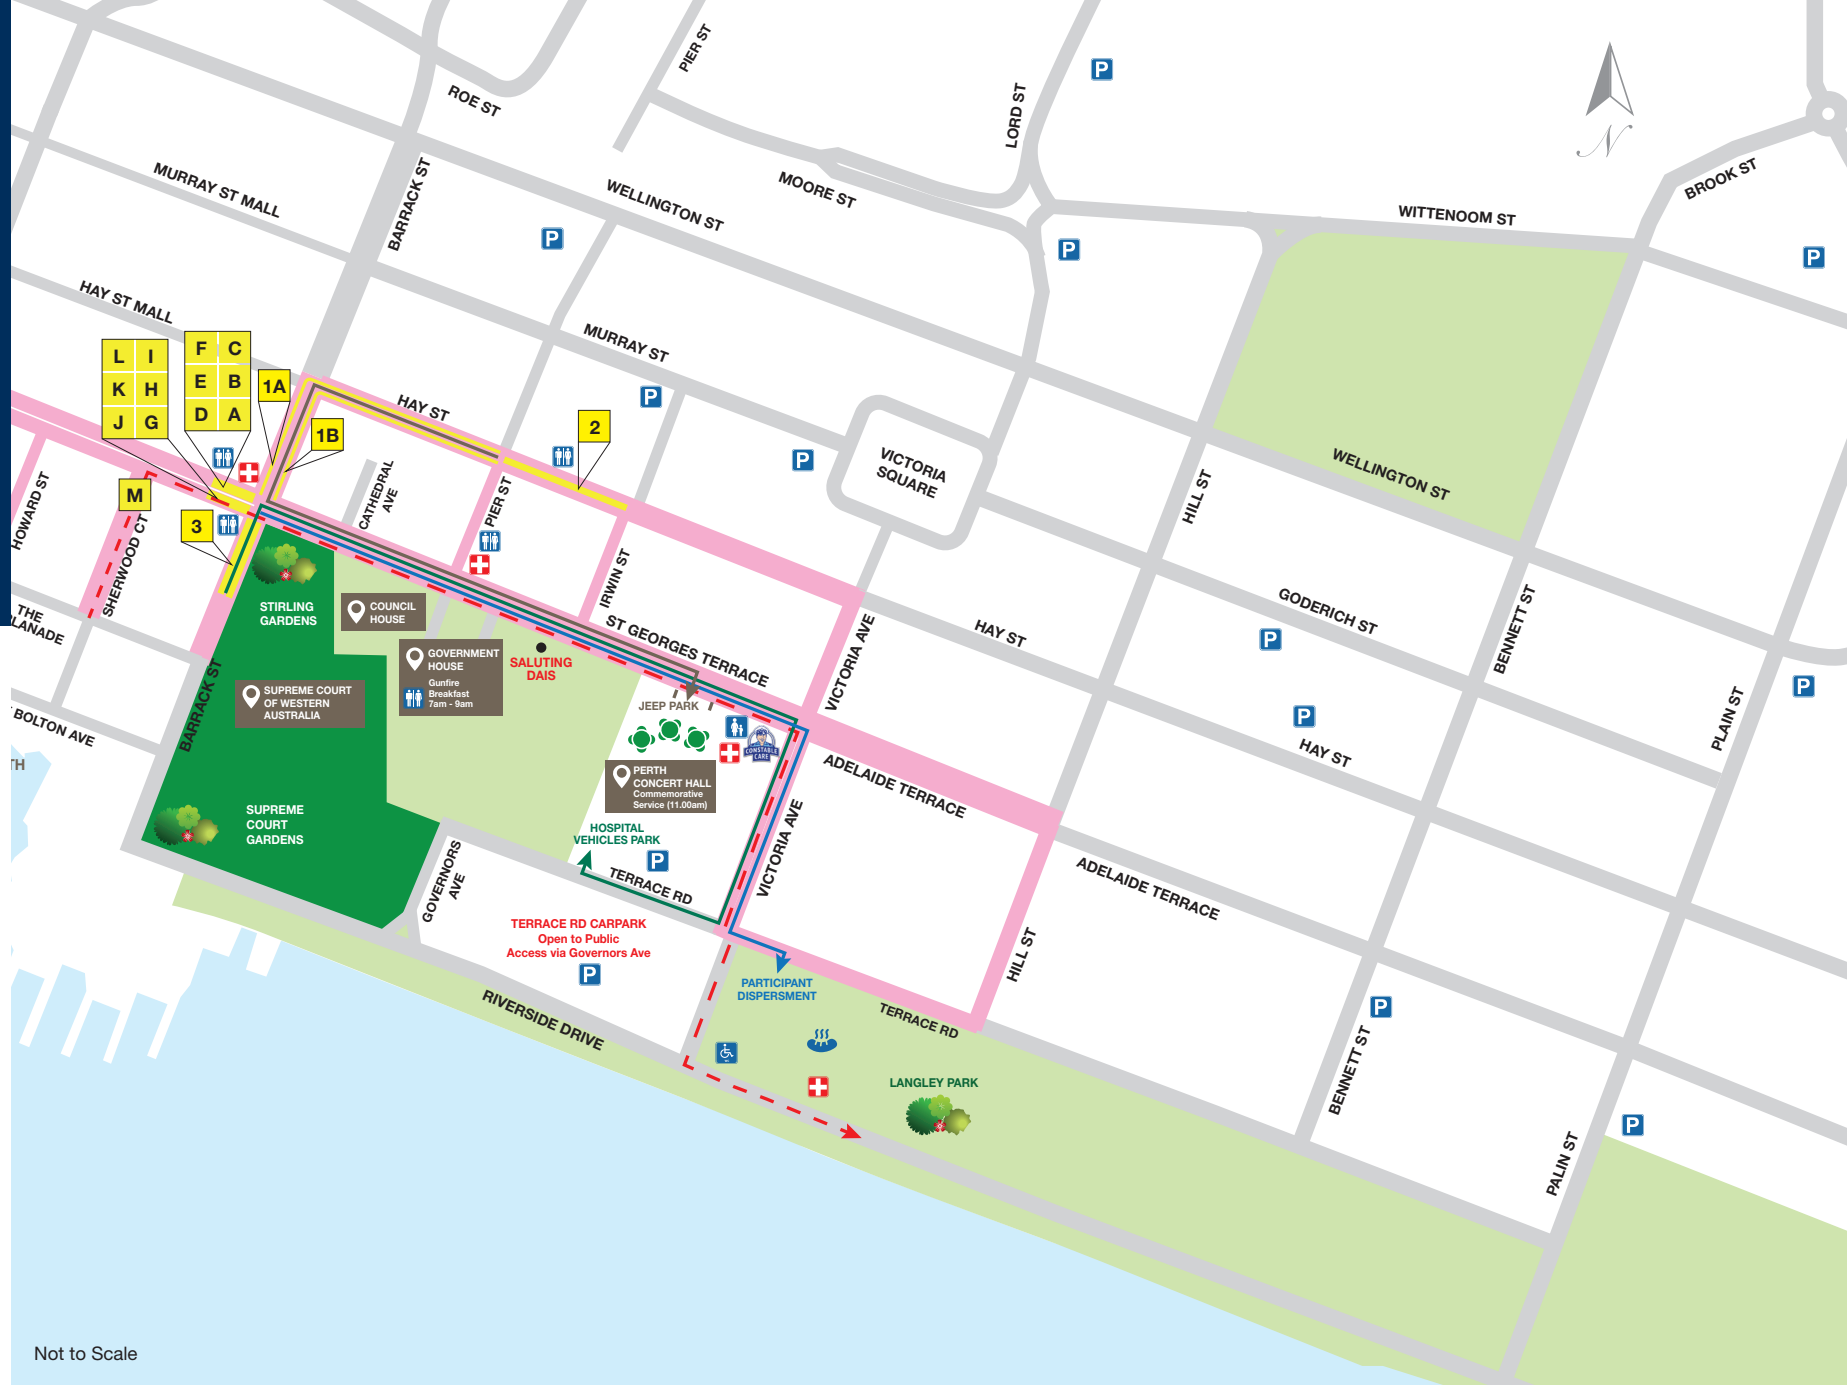 PIER ST
P
ROE ST
LORD ST
BROOK ST
MURRAY ST MALL
BARRACK ST
WELLINGTON ST
MOORE ST
WITTENOOM ST
P
P
P
HAY ST MALL
MURRAY ST
L I
K H
J G
F C
E B
D A
1A
1B
HAY ST
2
P
P
VICTORIA
SQUARE
WELLINGTON ST
HILL ST
HOWARD ST
M
3
SHERWOOD CT
CATHEDRAL
AVE
PIER ST
IRWIN ST
STIRLING
GARDENS
COUNCIL
HOUSE
ST GEORGES TERRACE
HAY ST
VICTORIA AVE
GODERICH ST
P
BENNETT ST
THE
LANADE
GOVERNMENT
HOUSE
Gunfire
Breakfast
7am - 9am
SALUTING
DAIS
SUPREME COURT
OF WESTERN
AUSTRALIA
BARRACK ST
BOLTON AVE
JEEP PARK
P
HAY ST
PLAIN ST
P
TH
CONSTABLE
CARE
PERTH
CONCERT HALL
Commemorative
Service (11.00am)
ADELAIDE TERRACE
SUPREME
COURT
GARDENS
HOSPITAL
VEHICLES PARK
P
TERRACE RD
VICTORIA AVE
GOVERNORS
AVE
ADELAIDE TERRACE
TERRACE RD CARPARK
Open to Public
Access via Governors Ave
P
HILL ST
PARTICIPANT
DISPERSMENT
RIVERSIDE DRIVE
TERRACE RD
P
BENNETT ST
LANGLEY PARK
P
PALIN ST
Not to Scale
N